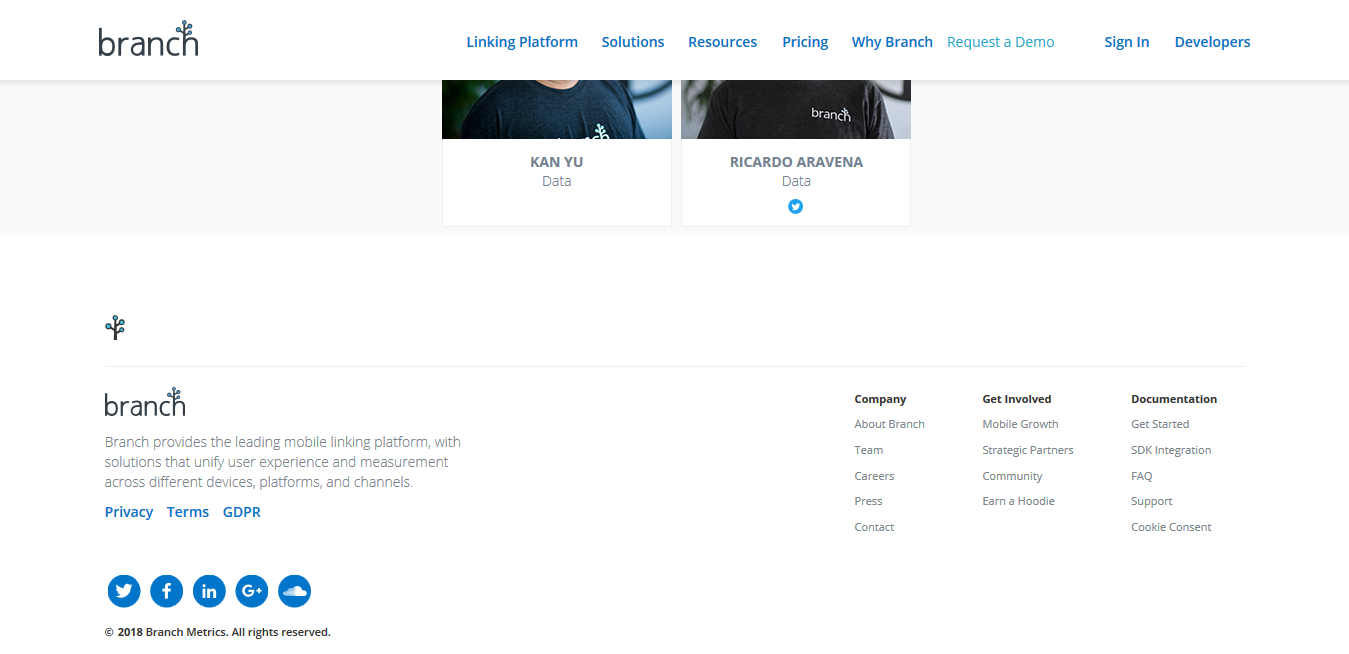 branch
Linking Platform Solutions Resources Pricing Why Branch Request a Demo Sign In Developers
branch
KAN YU
Data
RICARDO ARAVENA
Data
branch
Branch provides the leading mobile linking platform, with
solutions that unify user experience and measurement
across different devices, platforms, and channels.
Privacy Terms GDPR
Company
About Branch
Team
Careers
Press
Contact
Get Involved
Mobile Growth
Strategic Partners
Community
Earn a Hoodie
Documentation
Get Started
SDK Integration
FAQ
Support
Cookie Consent
© 2018 Branch Metrics. All rights reserved.